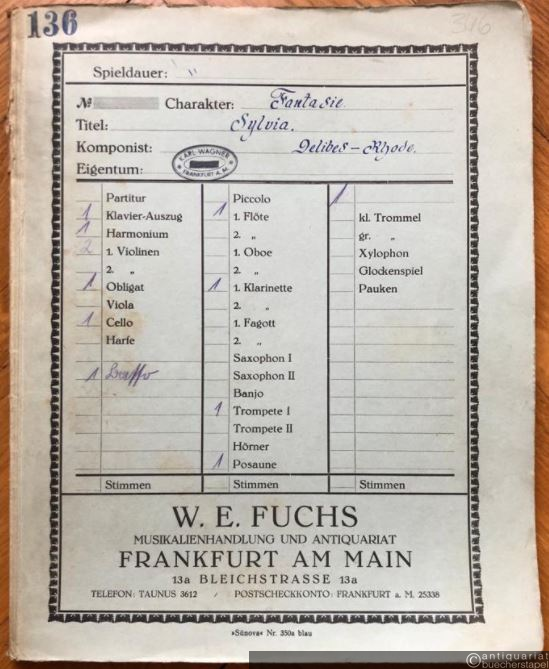 136
316
Spieldauer: "
№ Charakter: Fantasie
Titel: Sylvia.
Komponist: Delibes – Rhode.
Eigentum: KARL WAGNER FRANKFURT A. M.
Partitur
1 Klavier-Auszug
1 Harmonium
2 1. Violinen
2. „
1 Obligat
Viola
1 Cello
Harfe
1 Basso
Stimmen
Piccolo
1 1. Flöte
2. „
1. Oboe
2. „
1 1. Klarinette
2. „
1. Fagott
2. „
Saxophon I
Saxophon II
Banjo
1 Trompete I
Trompete II
Hörner
1 Posaune
Stimmen
1
kl. Trommel
gr. „
Xylophon
Glockenspiel
Pauken
Stimmen
W. E. FUCHS
MUSIKALIENHANDLUNG UND ANTIQUARIAT
FRANKFURT AM MAIN
13a BLEICHSTRASSE 13a
TELEFON: TAUNUS 3612 / POSTSCHECKKONTO: FRANKFURT a. M. 25338
»Sünova« Nr. 350a blau
©antiquariat
buecherstapel